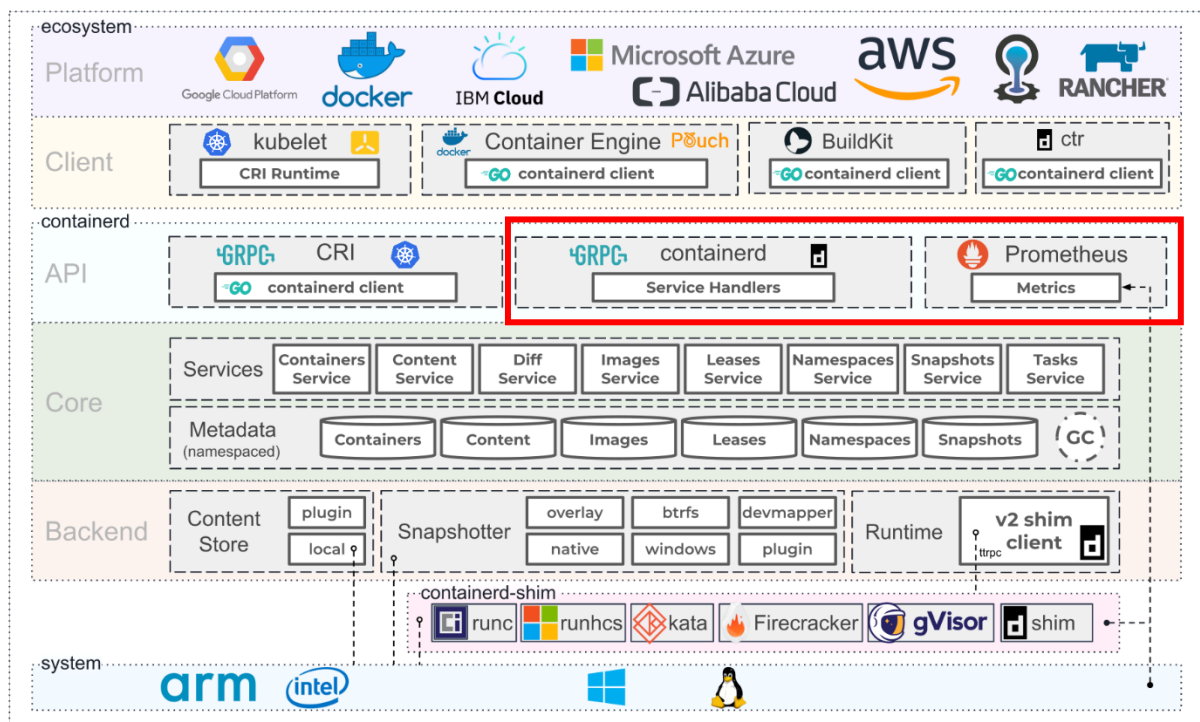 ecosystem
Platform
Google Cloud Platform
docker
IBM Cloud
Microsoft Azure
Alibaba Cloud
aws
RANCHER
Client
kubelet
CRI Runtime
docker
Container Engine
Pouch
GO containerd client
BuildKit
GO containerd client
ctr
GO containerd client
containerd
API
GRPC
CRI
GO containerd client
GRPC
containerd
d
Service Handlers
Prometheus
Metrics
Core
Services
Containers
Service
Content
Service
Diff
Service
Images
Service
Leases
Service
Namespaces
Service
Snapshots
Service
Tasks
Service
Metadata
(namespaced)
Containers
Content
Images
Leases
Namespaces
Snapshots
GC
Backend
Content
Store
plugin
local
Snapshotter
overlay
btrfs
devmapper
native
windows
plugin
Runtime
v2 shim
client
ttrpc
containerd-shim
runc
runhcs
kata
Firecracker
gVisor
shim
system
arm
intel